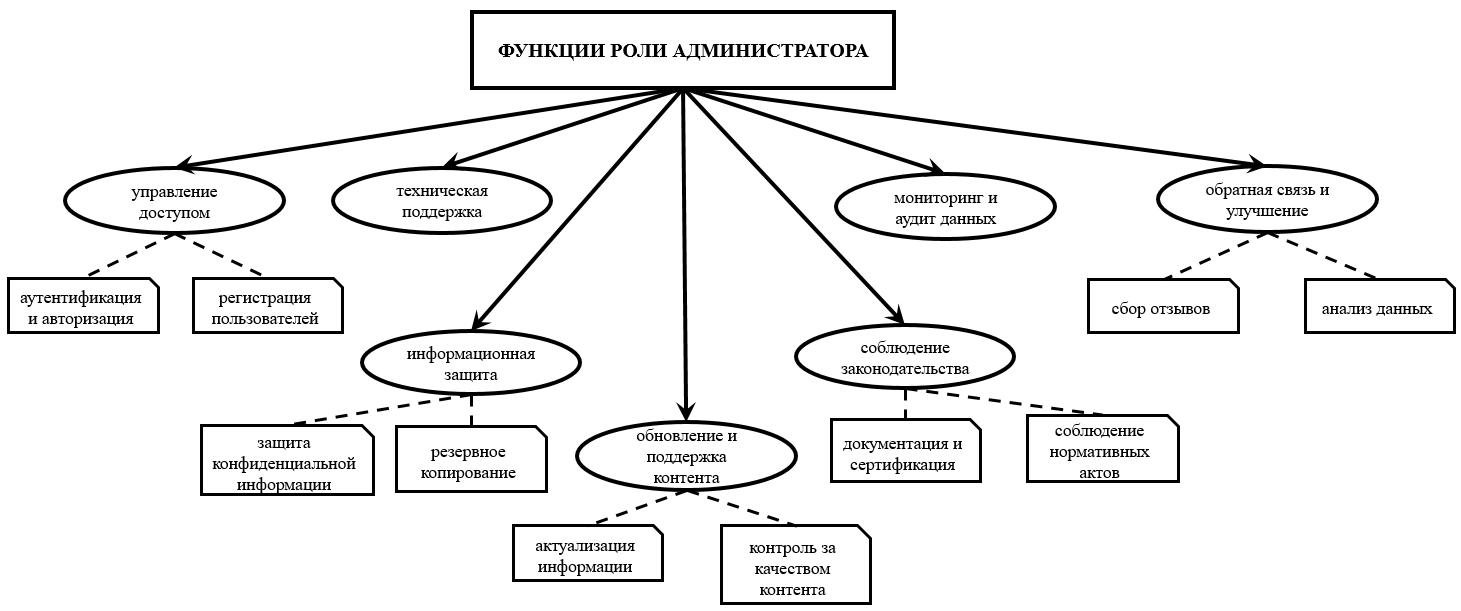 ФУНКЦИИ РОЛИ АДМИНИСТРАТОРА
управление
доступом
техническая
поддержка
мониторинг и
аудит данных
обратная связь и
улучшение
аутентификация
и авторизация
регистрация
пользователей
сбор отзывов
анализ данных
информационная
защита
соблюдение
законодательства
защита
конфиденциальной
информации
резервное
копирование
обновление и
поддержка
контента
документация и
сертификация
соблюдение
нормативных
актов
актуализация
информации
контроль за
качеством
контента